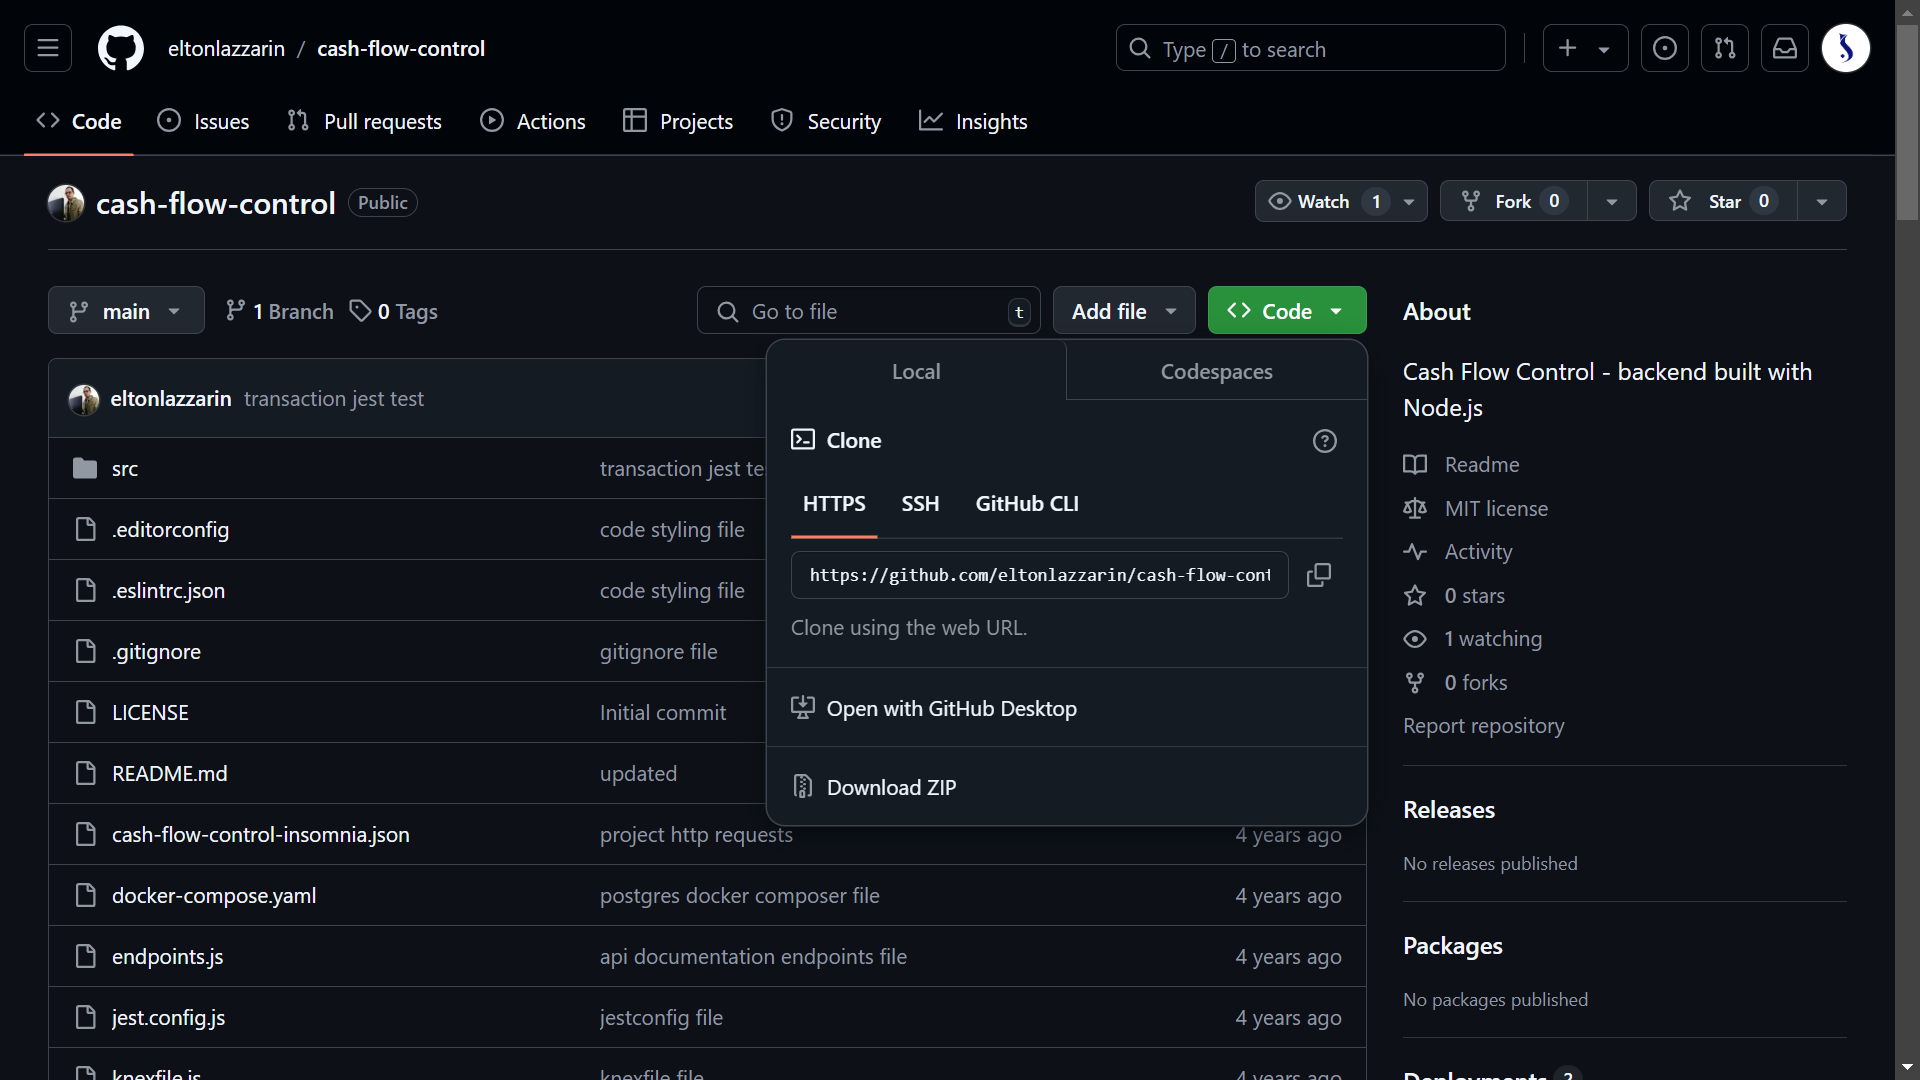 eltonlazzarin / cash-flow-control
Type / to search
Code
Issues
Pull requests
Actions
Projects
Security
Insights
cash-flow-control Public
Watch 1
Fork 0
Star 0
main
1 Branch
0 Tags
Go to file t
Add file
Code
Local
Codespaces
Clone
HTTPS
SSH
GitHub CLI
https://github.com/eltonlazzarin/cash-flow-cont
Clone using the web URL.
Open with GitHub Desktop
Download ZIP
eltonlazzarin transaction jest test
src transaction jest te
.editorconfig code styling file
.eslintrc.json code styling file
.gitignore gitignore file
LICENSE Initial commit
README.md updated
cash-flow-control-insomnia.json project http requests 4 years ago
docker-compose.yaml postgres docker composer file 4 years ago
endpoints.js api documentation endpoints file 4 years ago
jest.config.js jestconfig file 4 years ago
knexfile.js knexfile file 4 years ago
About
Cash Flow Control - backend built with
Node.js
Readme
MIT license
Activity
0 stars
1 watching
0 forks
Report repository
Releases
No releases published
Packages
No packages published
Deployments 2